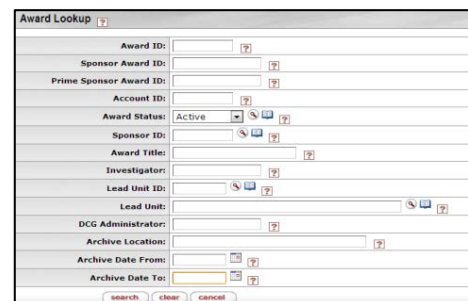 Award Lookup ?
Award ID: ?
Sponsor Award ID: ?
Prime Sponsor Award ID: ?
Account ID: ?
Award Status: Active ?
Sponsor ID: ?
Award Title: ?
Investigator: ?
Lead Unit ID: ?
Lead Unit: ?
DCG Administrator: ?
Archive Location: ?
Archive Date From: ?
Archive Date To: ?
search clear cancel